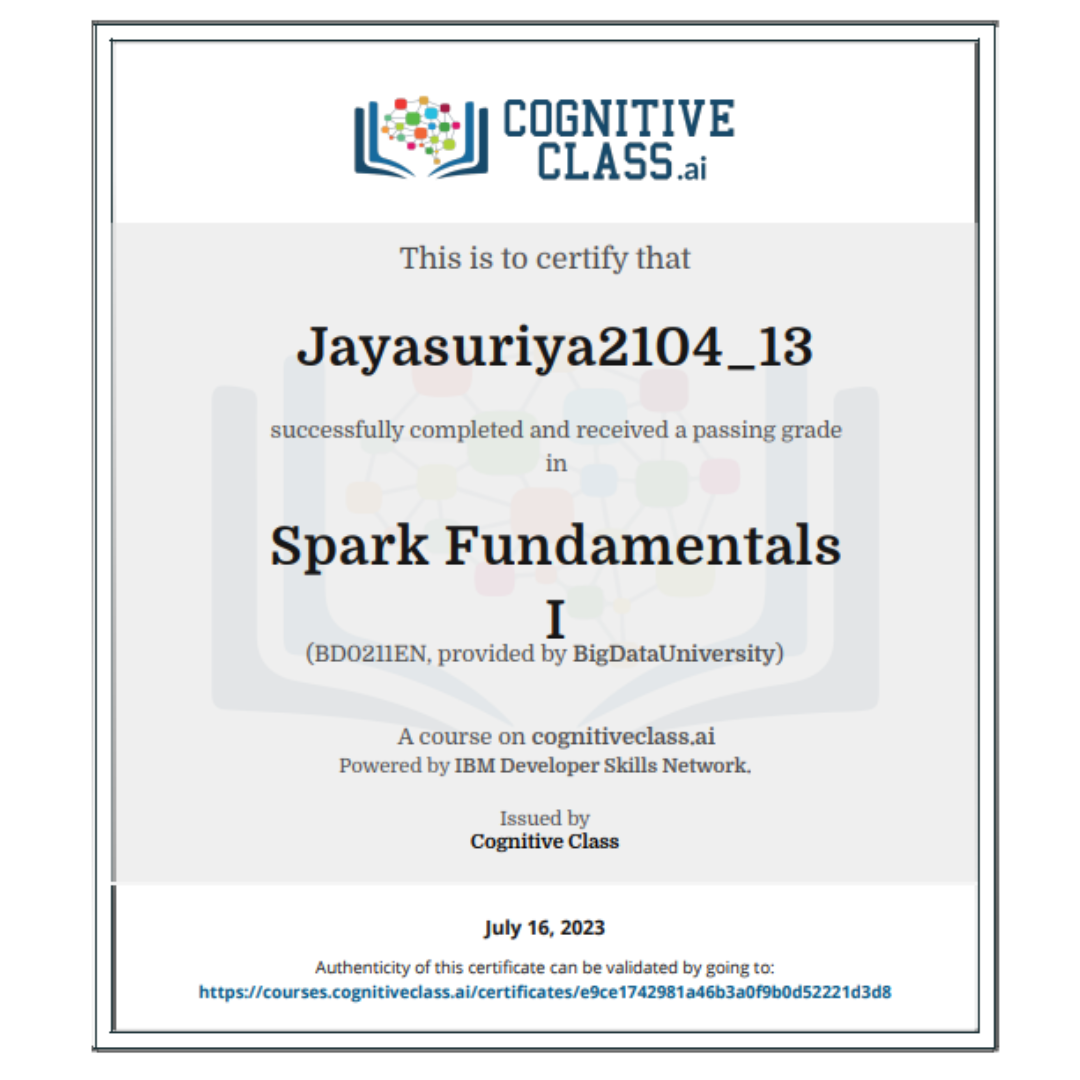 COGNITIVE
CLASS.ai
This is to certify that
Jayasuriya2104_13
successfully completed and received a passing grade
in
Spark Fundamentals
I
(BD0211EN, provided by BigDataUniversity)
A course on cognitiveclass.ai
Powered by IBM Developer Skills Network.
Issued by
Cognitive Class
July 16, 2023
Authenticity of this certificate can be validated by going to:
https://courses.cognitiveclass.ai/certificates/e9ce1742981a46b3a0f9b0d52221d3d8